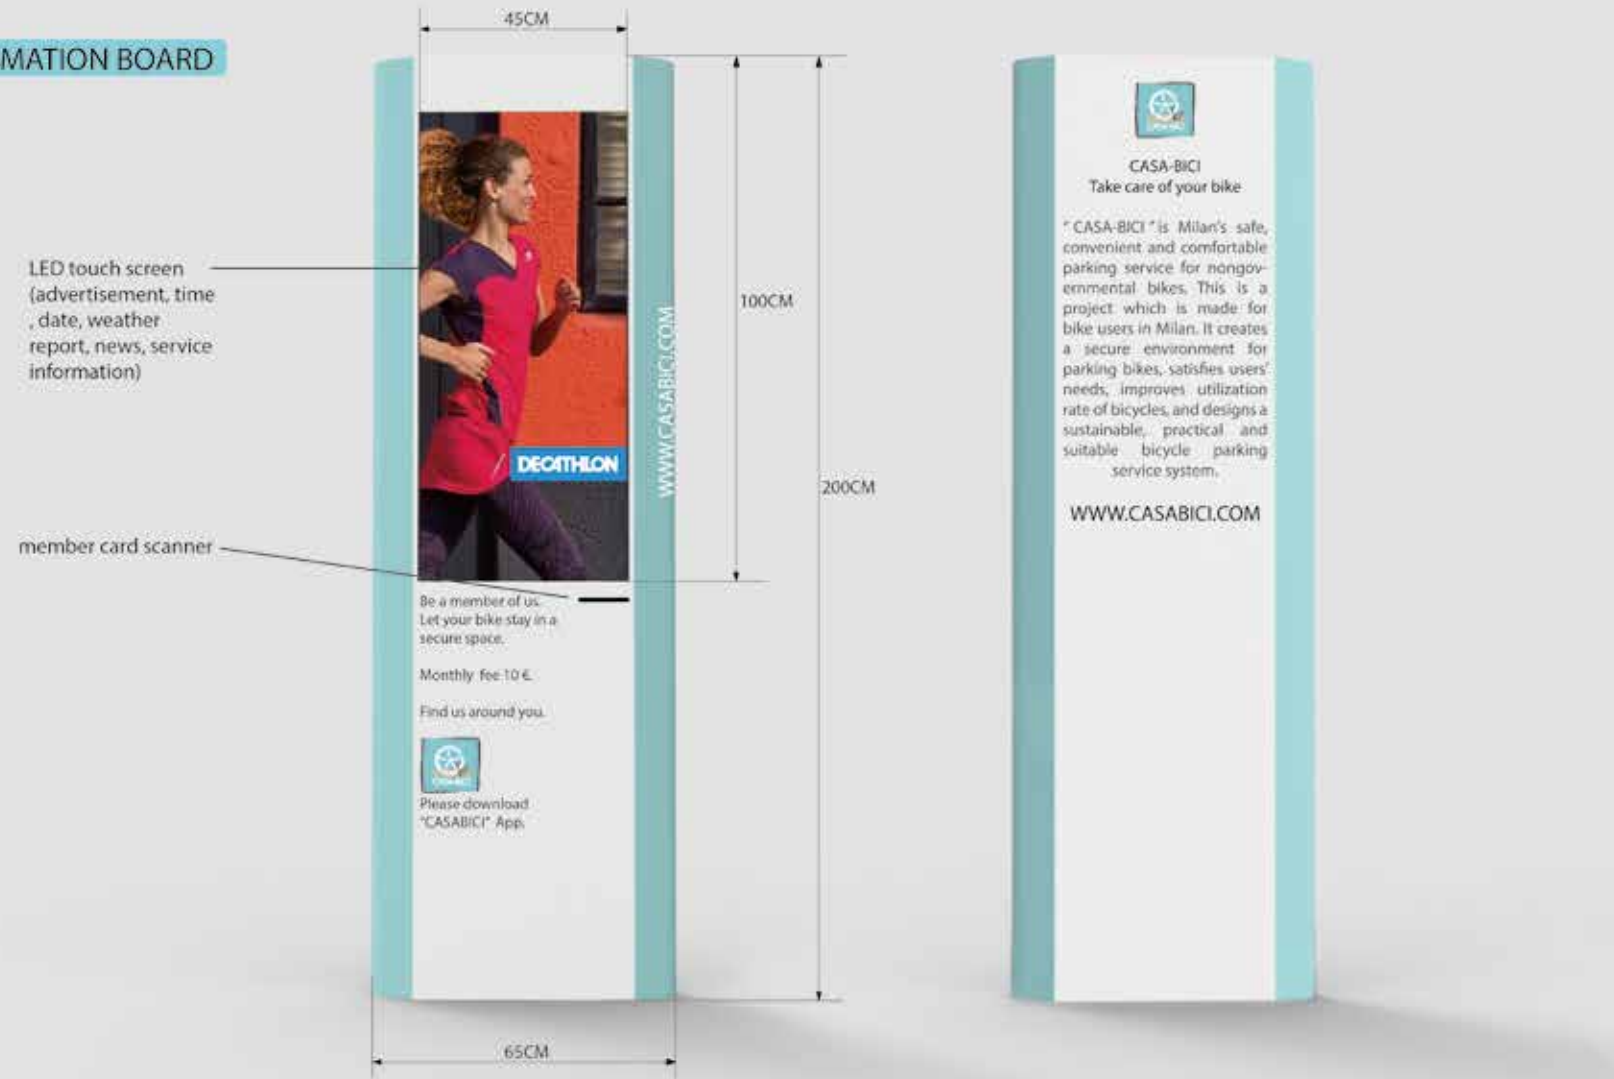 MATION BOARD
45CM
LED touch screen
(advertisement, time
, date, weather
report, news, service
information)
member card scanner
DECATHLON
WWW.CASABICI.COM
100CM
200CM
Be a member of us.
Let your bike stay in a
secure space.
Monthly fee 10 €.
Find us around you.
Please download
"CASABICI" App.
65CM
CASA-BICI
Take care of your bike
" CASA-BICI " is Milan's safe,
convenient and comfortable
parking service for nongov-
ernmental bikes. This is a
project which is made for
bike users in Milan. It creates
a secure environment for
parking bikes, satisfies users'
needs, improves utilization
rate of bicycles, and designs a
sustainable, practical and
suitable bicycle parking
service system.
WWW.CASABICI.COM